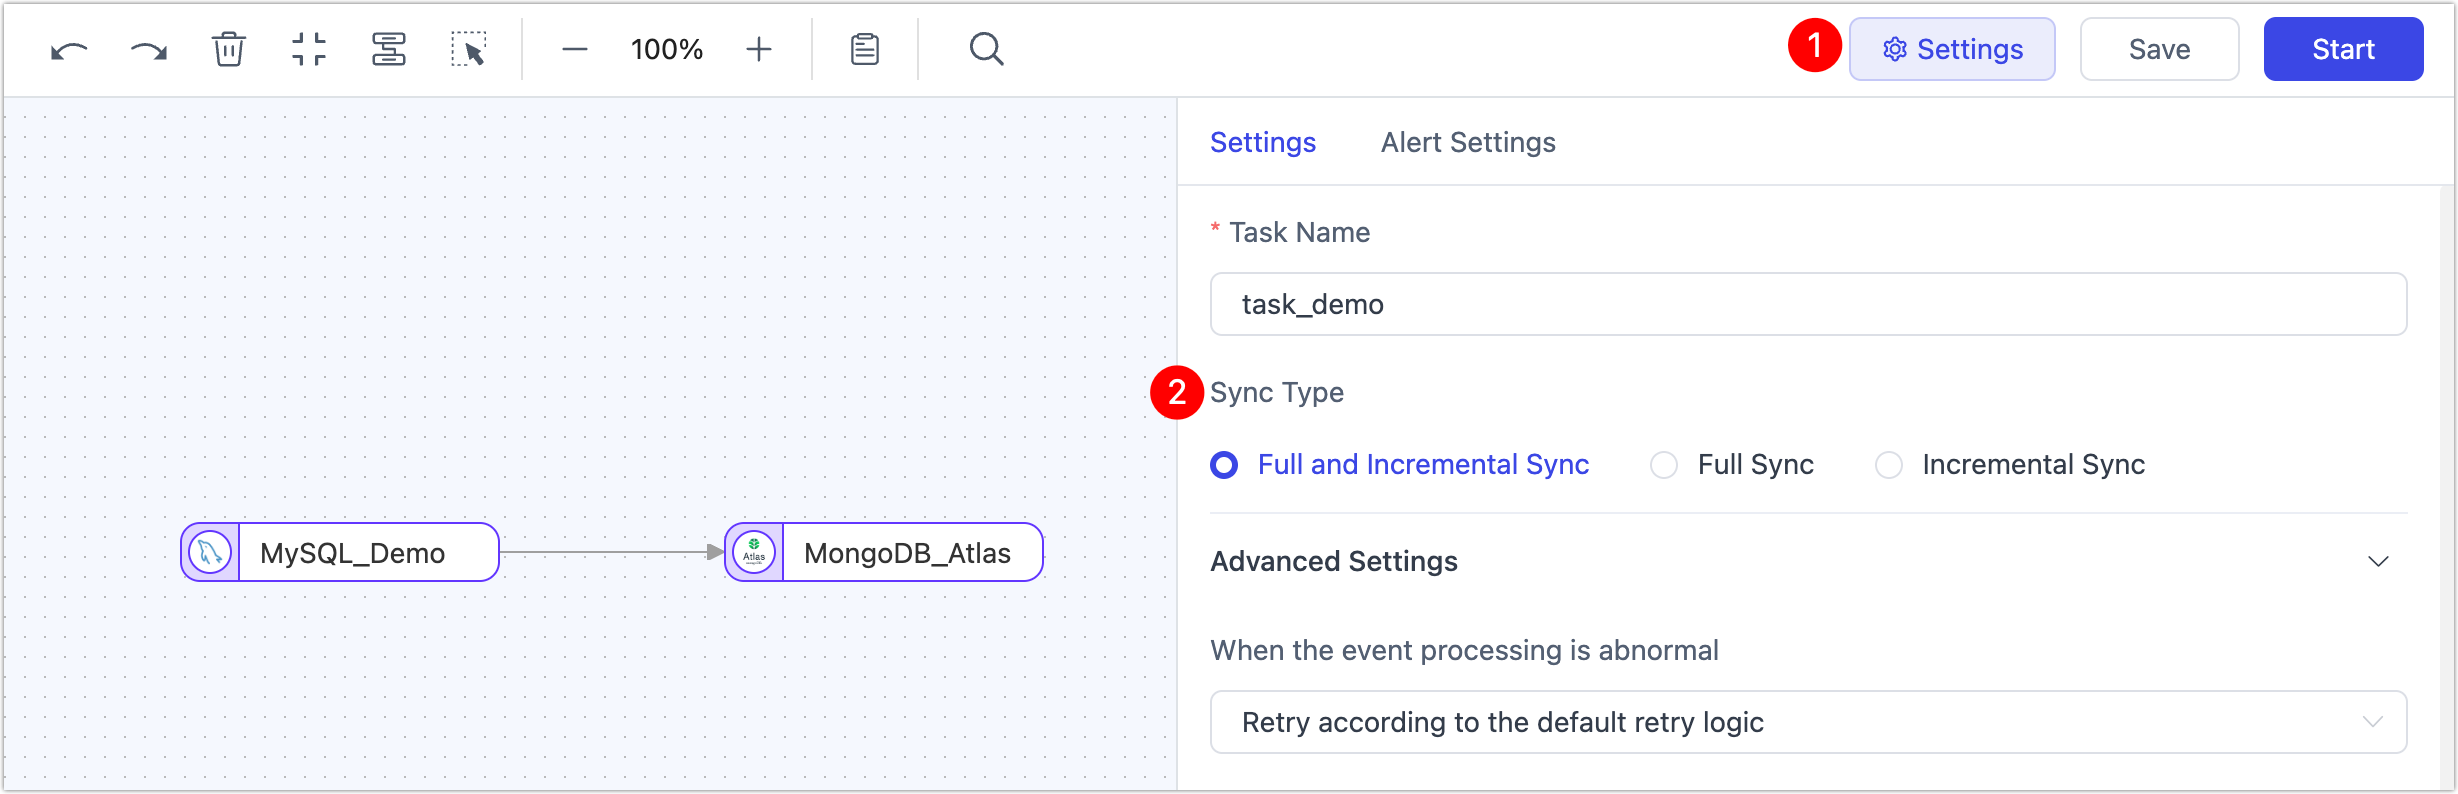 100%
1
Settings
Save
Start
Settings
Alert Settings
* Task Name
task_demo
2
Sync Type
Full and Incremental Sync
Full Sync
Incremental Sync
MySQL_Demo
Atlas
MongoDB_Atlas
Advanced Settings
When the event processing is abnormal
Retry according to the default retry logic